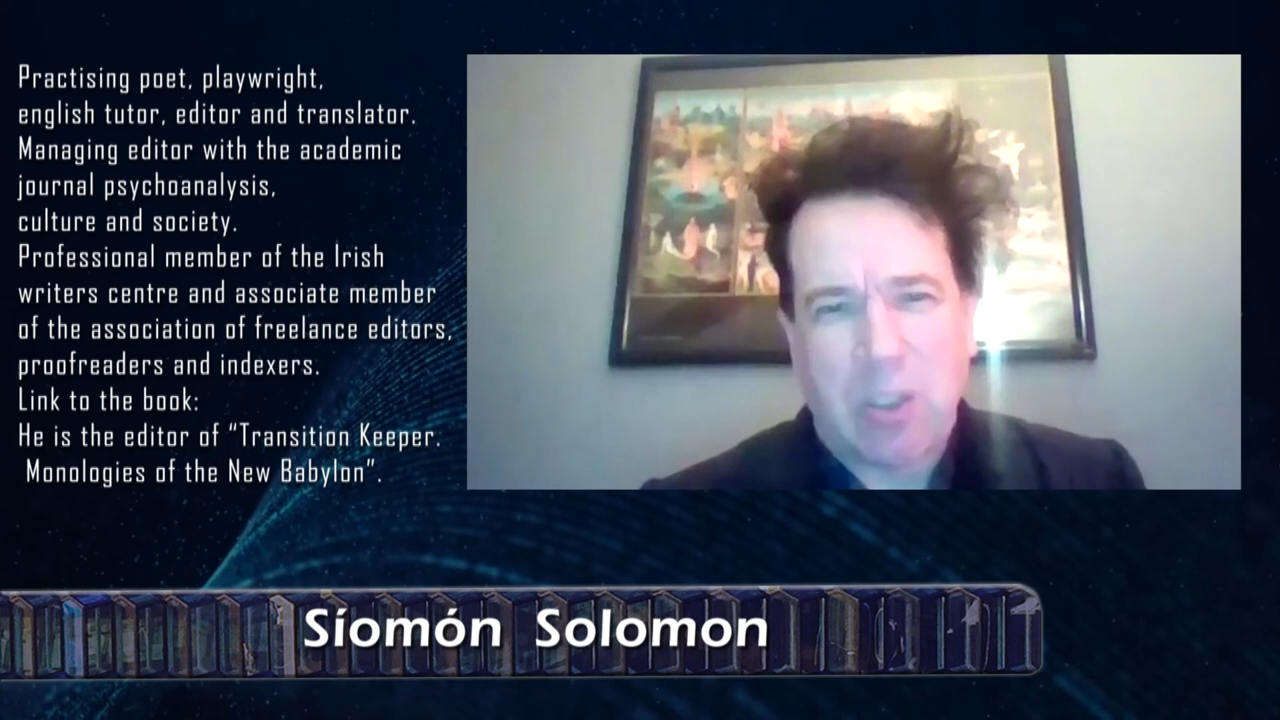 Practising poet, playwright,
english tutor, editor and translator.
Managing editor with the academic
journal psychoanalysis,
culture and society.
Professional member of the Irish
writers centre and associate member
of the association of freelance editors,
proofreaders and indexers.
Link to the book:
He is the editor of “Transition Keeper.
Monologies of the New Babylon”.
Síomón Solomon